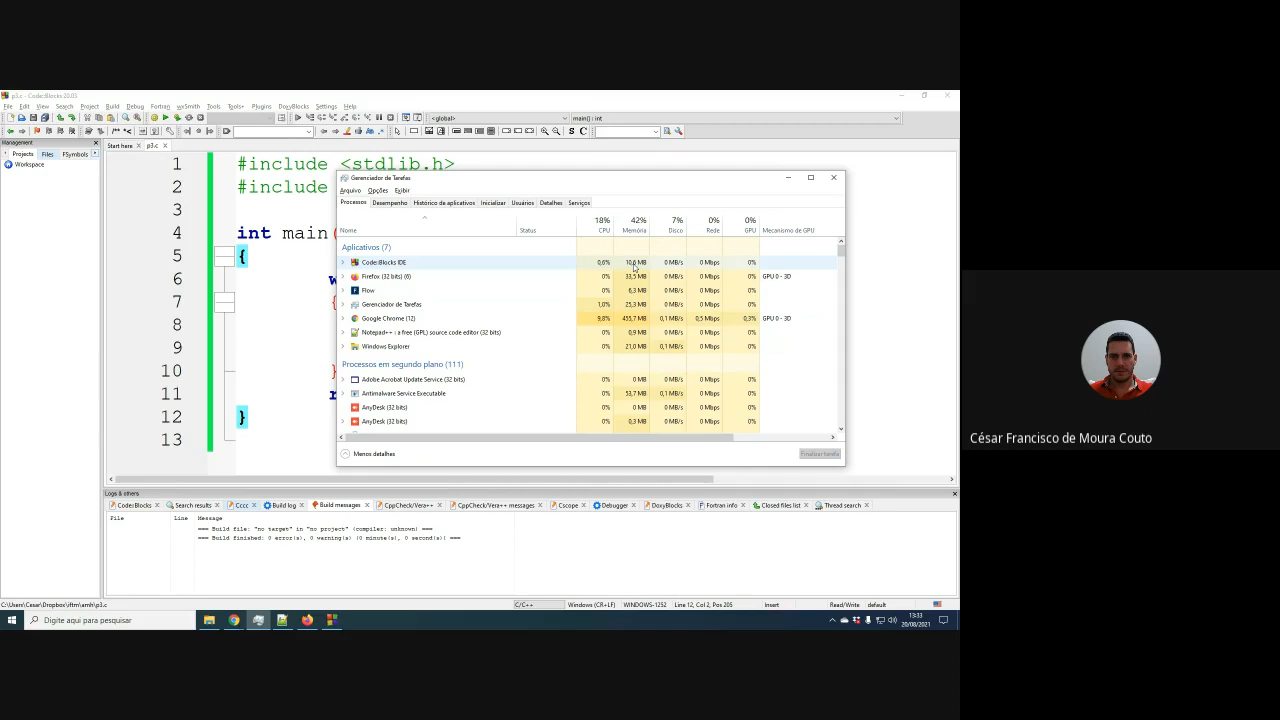 p3.c - Code::Blocks 20.03
File Edit View Search Project Build Debug Fortran wxSmith Tools Tools+ Plugins DoxyBlocks Settings Help
<global> main() : int
Management
Start here p3.c
Projects Files FSymbols
Workspace
1 #include <stdlib.h>
2 #include
3
4 int main(
5 {
6 w
7 {
8
9
10 }
11 r
12 }
13
Gerenciador de Tarefas
Arquivo Opções Exibir
Processos Desempenho Histórico de aplicativos Inicializar Usuários Detalhes Serviços
18% 42% 7% 0% 0%
Nome Status CPU Memória Disco Rede GPU Mecanismo de GPU
Aplicativos (7)
Code::Blocks IDE 0,6% MB 0 MB/s 0 Mbps 0%
Firefox (32 bits) (6) 0% 33,5 MB 0 MB/s 0 Mbps 0% GPU 0 - 3D
Flow 0% 6,3 MB 0 MB/s 0 Mbps 0%
Gerenciador de Tarefas 1,0% 25,3 MB 0 MB/s 0 Mbps 0%
Google Chrome (12) 9,8% 455,7 MB 0,1 MB/s 0,5 Mbps 0,3% GPU 0 - 3D
Notepad++ : a free (GPL) source code editor (32 bits) 0% 0,9 MB 0 MB/s 0 Mbps 0%
Windows Explorer 0% 21,0 MB 0,1 MB/s 0 Mbps 0%
Processos em segundo plano (111)
Adobe Acrobat Update Service (32 bits) 0% 0 MB 0 MB/s 0 Mbps 0%
Antimalware Service Executable 0% 53,7 MB 0,1 MB/s 0 Mbps 0%
AnyDesk (32 bits) 0% 0 MB 0 MB/s 0 Mbps 0%
AnyDesk (32 bits) 0% 0,3 MB 0 MB/s 0 Mbps 0%
Menos detalhes Finalizar tarefa
Logs & others
Code::Blocks Search results Cccc Build log Build messages CppCheck/Vera++ CppCheck/Vera++ messages Cscope Debugger DoxyBlocks Fortran info Closed files list Thread search
File Line Message
=== Build file: "no target" in "no project" (compiler: unknown) ===
=== Build finished: 0 error(s), 0 warning(s) (0 minute(s), 0 second(s)) ===
C:\Users\Cesar\Dropbox\iftm\amh\p3.c C/C++ Windows (CR+LF) WINDOWS-1252 Line 12, Col 2, Pos 205 Insert Read/Write default
Digite aqui para pesquisar
13:33
20/08/2021
César Francisco de Moura Couto